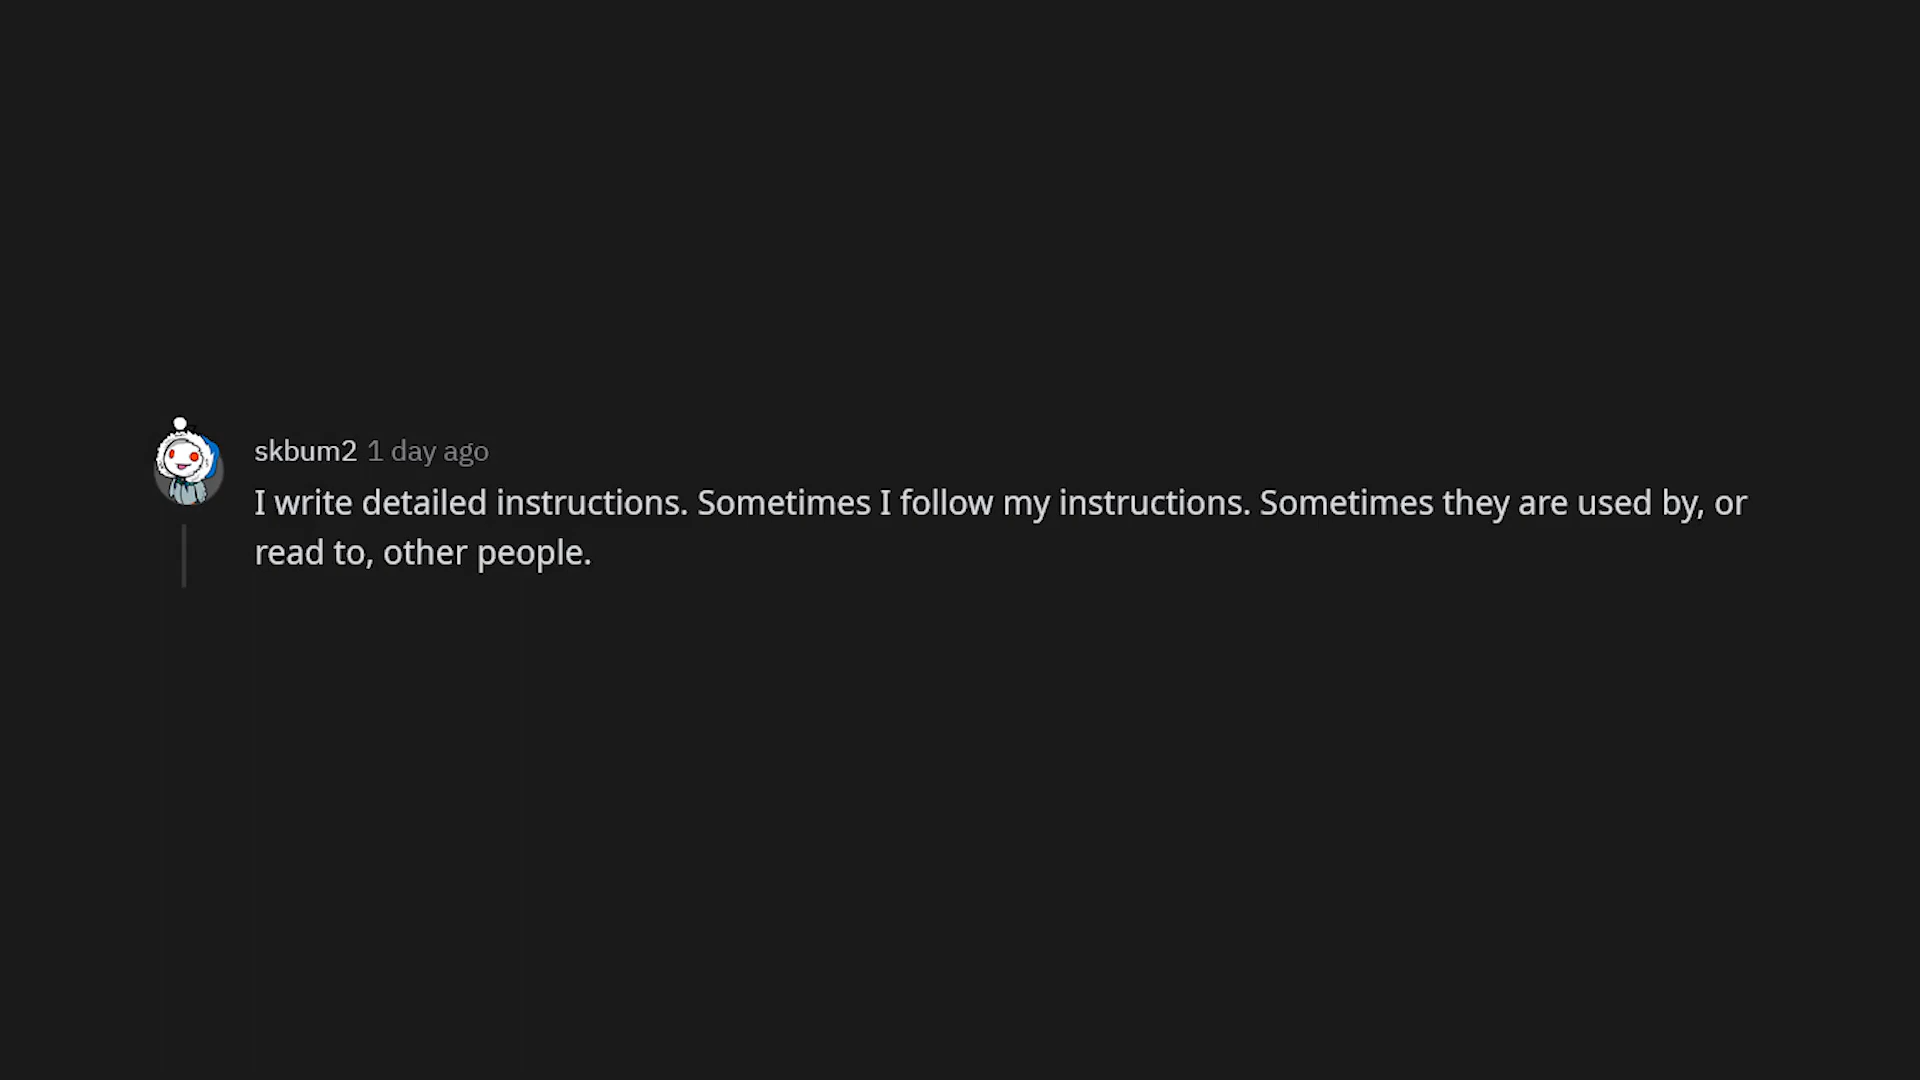 skbum2 1 day ago
I write detailed instructions. Sometimes I follow my instructions. Sometimes they are used by, or
read to, other people.